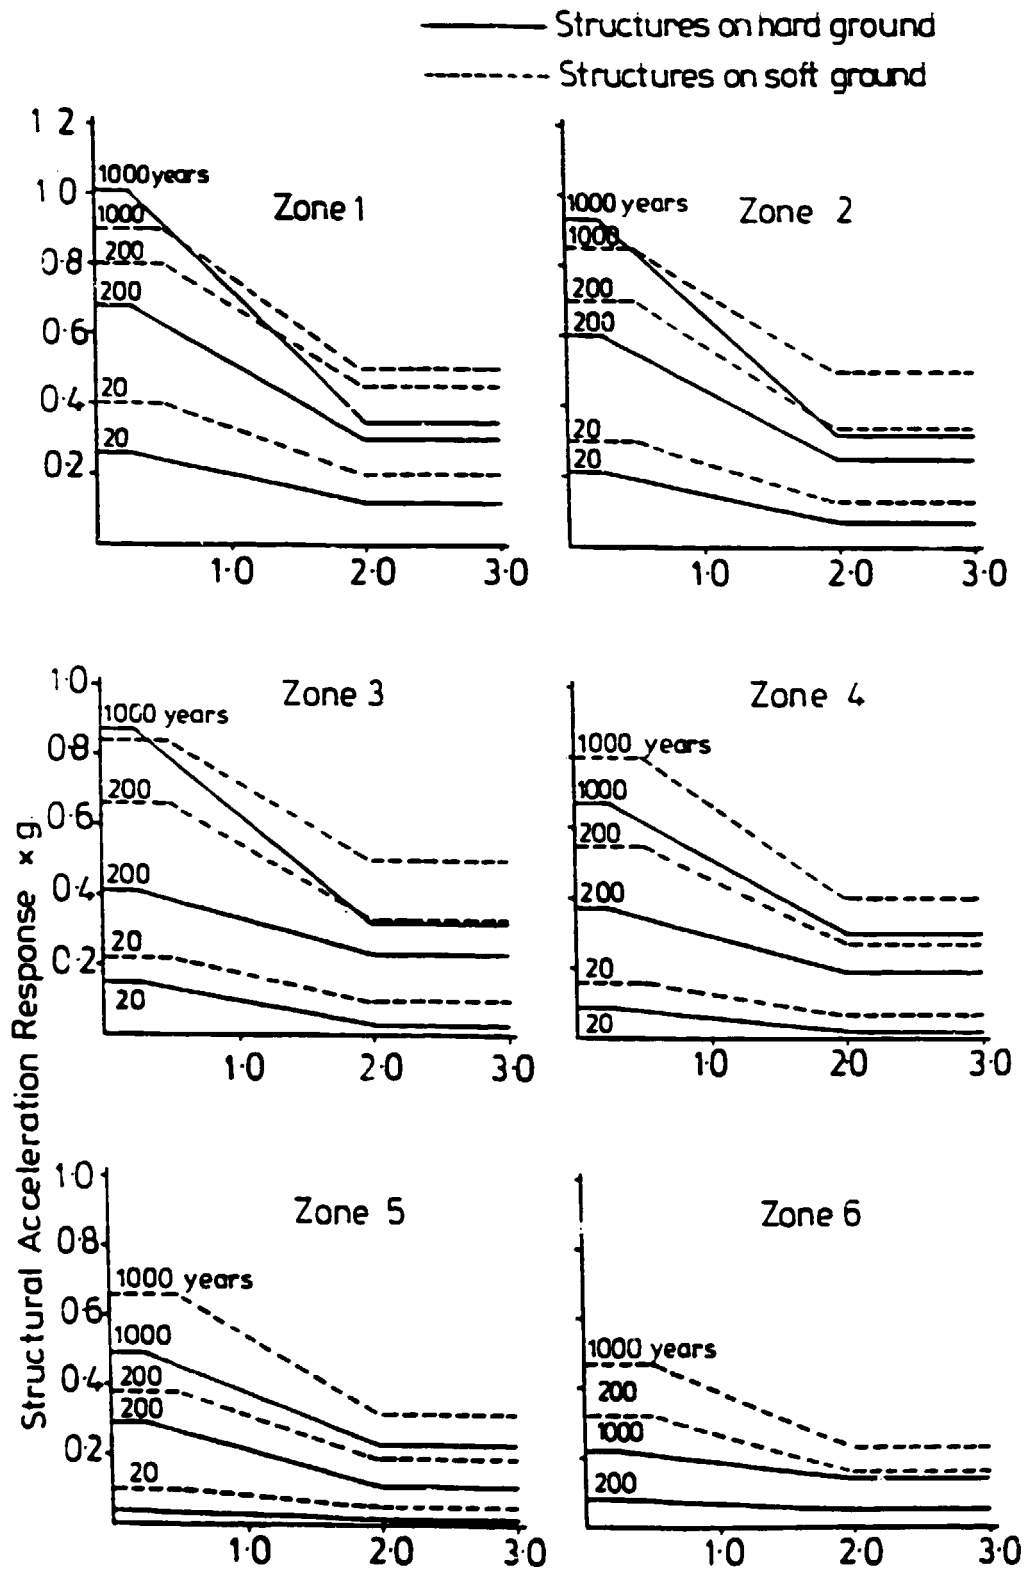 Structures on hard ground
Structures on soft ground
1 2
1 0
0·8
0·6
0·4
0·2
1000 years
1000
200
200
20
20
Zone 1
1·0 2·0 3·0
1000 years
1000
200
200
20
20
Zone 2
1·0 2·0 3·0
Structural Acceleration Response × g
1·0
0·8
0·6
0·4
0·2
1000 years
200
200
20
20
Zone 3
1·0 2·0 3·0
1000 years
1000
200
200
20
20
Zone 4
1·0 2·0 3·0
1·0
0·8
0·6
0·4
0·2
1000 years
1000
200
200
20
Zone 5
1·0 2·0 3·0
1000 years
200
1000
200
Zone 6
1·0 2·0 3·0